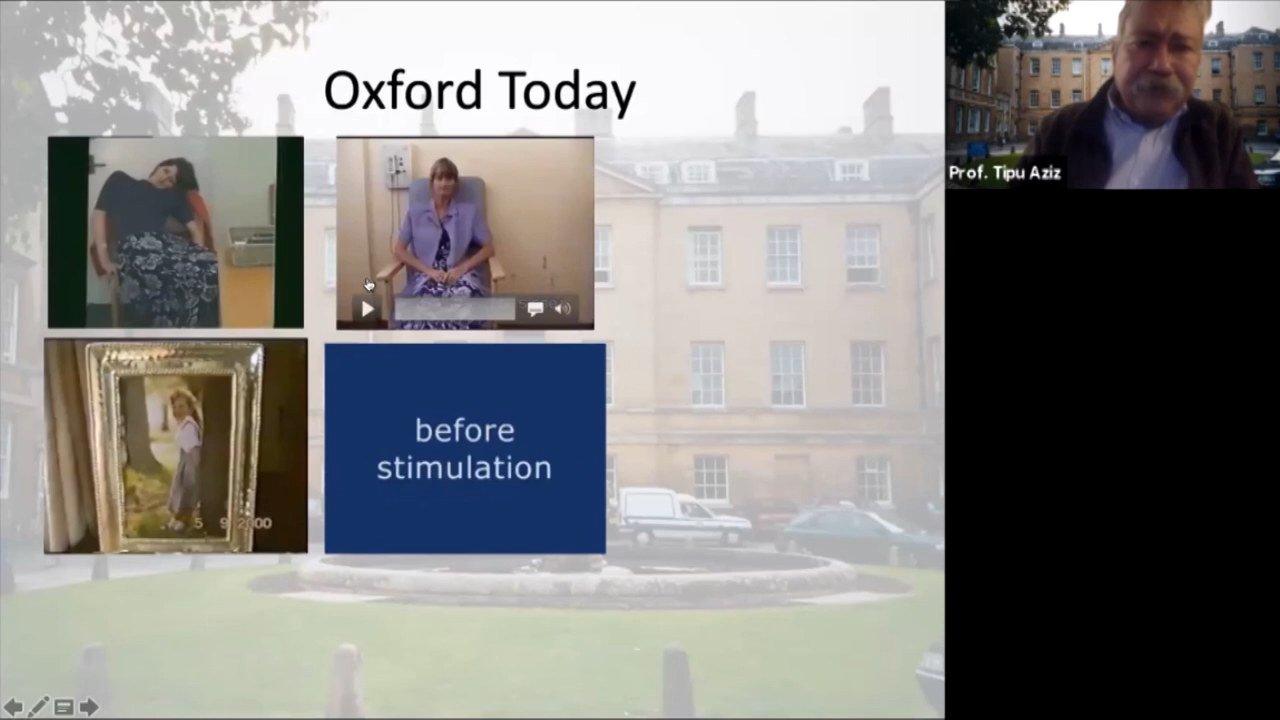 Oxford Today
Prof. Tipu Aziz
before
stimulation
5 9 2000